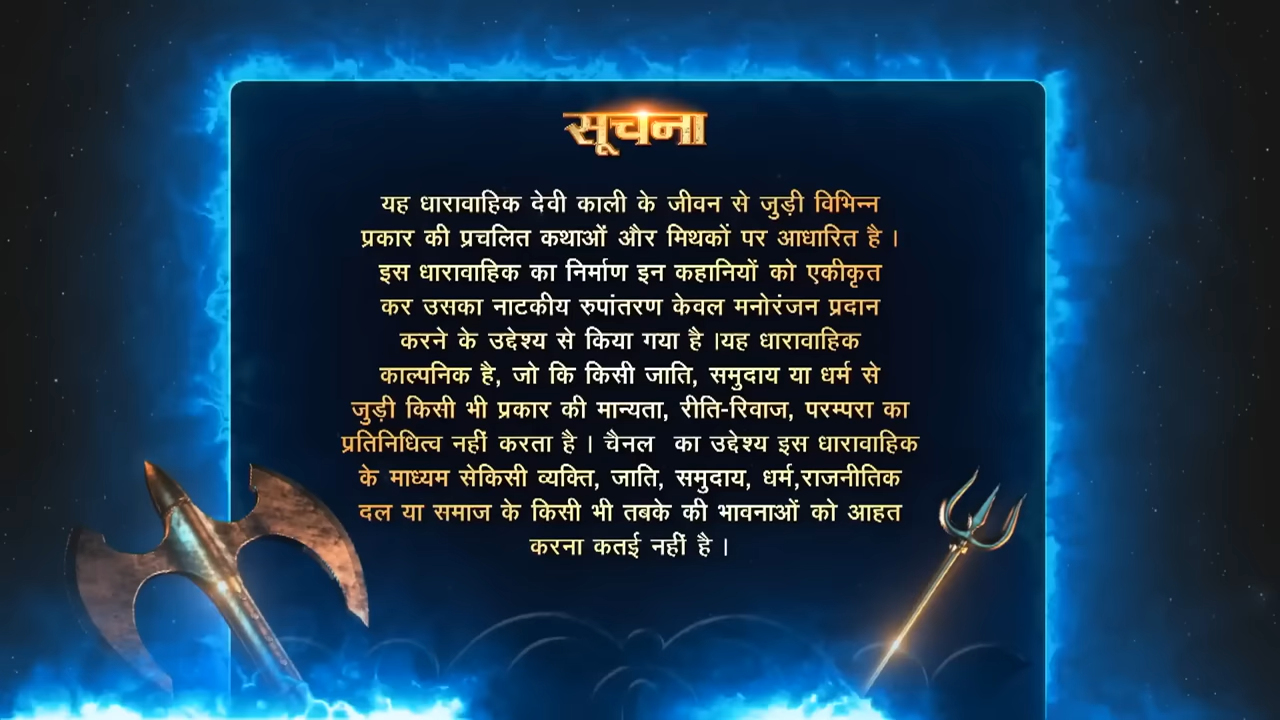 सूचना
यह धारावाहिक देवी काली के जीवन से जुड़ी विभिन्न
प्रकार की प्रचलित कथाओं और मिथकों पर आधारित है ।
इस धारावाहिक का निर्माण इन कहानियों को एकीकृत
कर उसका नाटकीय रुपांतरण केवल मनोरंजन प्रदान
करने के उद्देश्य से किया गया है ।यह धारावाहिक
काल्पनिक है, जो कि किसी जाति, समुदाय या धर्म से
जुड़ी किसी भी प्रकार की मान्यता, रीति-रिवाज, परम्परा का
प्रतिनिधित्व नहीं करता है । चैनल  का उद्देश्य इस धारावाहिक
के माध्यम सेकिसी व्यक्ति, जाति, समुदाय, धर्म,राजनीतिक
दल या समाज के किसी भी तबके की भावनाओं को आहत
करना कतई नहीं है ।